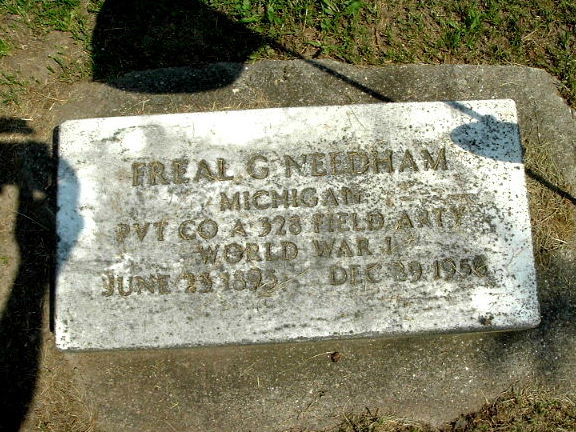 FREAL G NEEDHAM
MICHIGAN
PVT CO A 328 FIELD ARTY
WORLD WAR I
JUNE 23 1895 DEC 29 1958